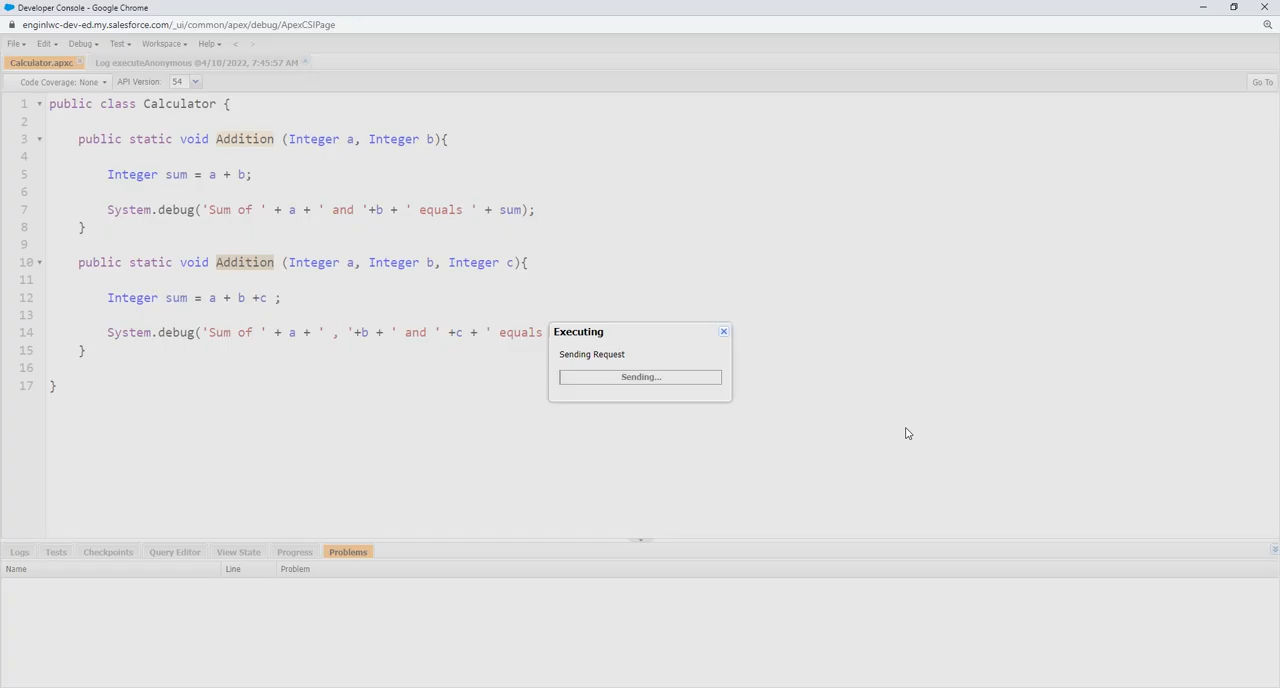 Developer Console - Google Chrome
enginlwc-dev-ed.my.salesforce.com/_ui/common/apex/debug/ApexCSIPage
File Edit Debug Test Workspace Help < >
Calculator.apxc Log executeAnonymous @4/10/2022, 7:45:57 AM
Code Coverage: None API Version: 54 Go To
1 public class Calculator {
2
3 public static void Addition (Integer a, Integer b){
4
5 Integer sum = a + b;
6
7 System.debug('Sum of ' + a + ' and '+b + ' equals ' + sum);
8 }
9
10 public static void Addition (Integer a, Integer b, Integer c){
11
12 Integer sum = a + b +c ;
13
14 System.debug('Sum of ' + a + ' , '+b + ' and ' +c + ' equals
15 }
16
17 }
Executing
Sending Request
Sending...
Logs Tests Checkpoints Query Editor View State Progress Problems
Name Line Problem